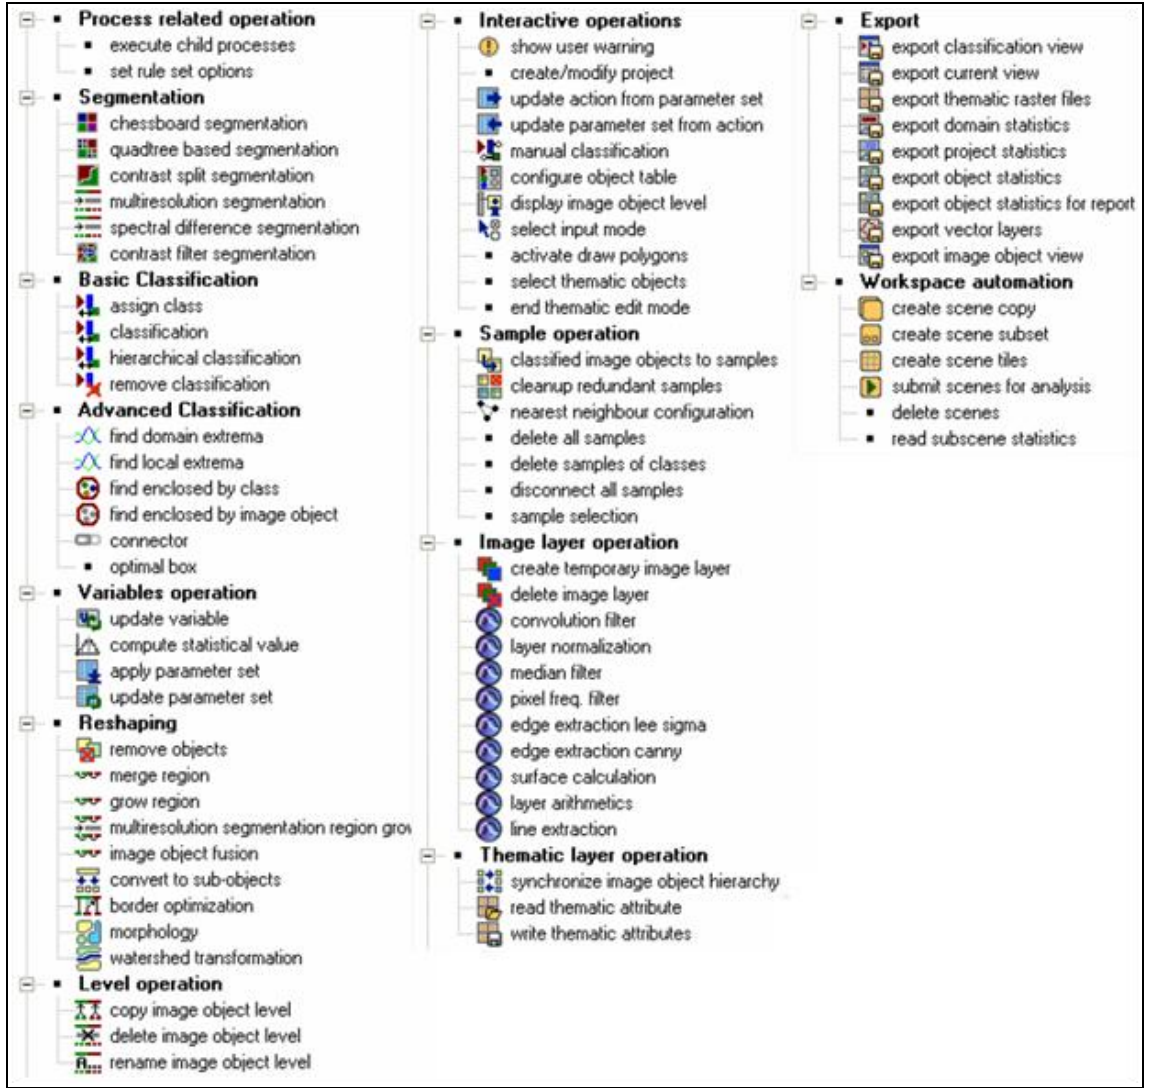 Process related operation
execute child processes
set rule set options
Segmentation
chessboard segmentation
quadtree based segmentation
contrast split segmentation
multiresolution segmentation
spectral difference segmentation
contrast filter segmentation
Basic Classification
assign class
classification
hierarchical classification
remove classification
Advanced Classification
find domain extrema
find local extrema
find enclosed by class
find enclosed by image object
connector
optimal box
Variables operation
update variable
compute statistical value
apply parameter set
update parameter set
Reshaping
remove objects
merge region
grow region
multiresolution segmentation region grow
image object fusion
convert to sub-objects
border optimization
morphology
watershed transformation
Level operation
copy image object level
delete image object level
rename image object level
Interactive operations
show user warning
create/modify project
update action from parameter set
update parameter set from action
manual classification
configure object table
display image object level
select input mode
activate draw polygons
select thematic objects
end thematic edit mode
Sample operation
classified image objects to samples
cleanup redundant samples
nearest neighbour configuration
delete all samples
delete samples of classes
disconnect all samples
sample selection
Image layer operation
create temporary image layer
delete image layer
convolution filter
layer normalization
median filter
pixel freq. filter
edge extraction lee sigma
edge extraction canny
surface calculation
layer arithmetics
line extraction
Thematic layer operation
synchronize image object hierarchy
read thematic attribute
write thematic attributes
Export
export classification view
export current view
export thematic raster files
export domain statistics
export project statistics
export object statistics
export object statistics for report
export vector layers
export image object view
Workspace automation
create scene copy
create scene subset
create scene tiles
submit scenes for analysis
delete scenes
read subscene statistics